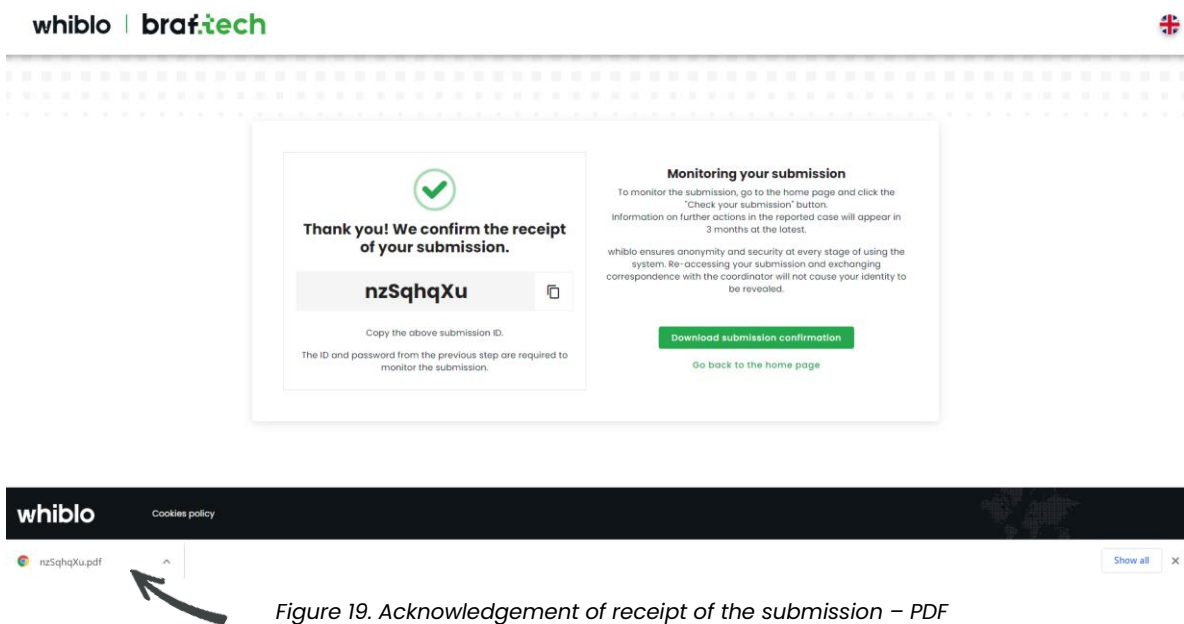 whiblo | braf.tech
Thank you! We confirm the receipt
of your submission.
nzSqhqXu
Copy the above submission ID.
The ID and password from the previous step are required to
monitor the submission.
Monitoring your submission
To monitor the submission, go to the home page and click the
"Check your submission" button.
Information on further actions in the reported case will appear in
3 months at the latest.
whiblo ensures anonymity and security at every stage of using the
system. Re-accessing your submission and exchanging
correspondence with the coordinator will not cause your identity to
be revealed.
Download submission confirmation
Go back to the home page
whiblo
Cookies policy
nzSqhqXu.pdf
Show all
Figure 19. Acknowledgement of receipt of the submission – PDF